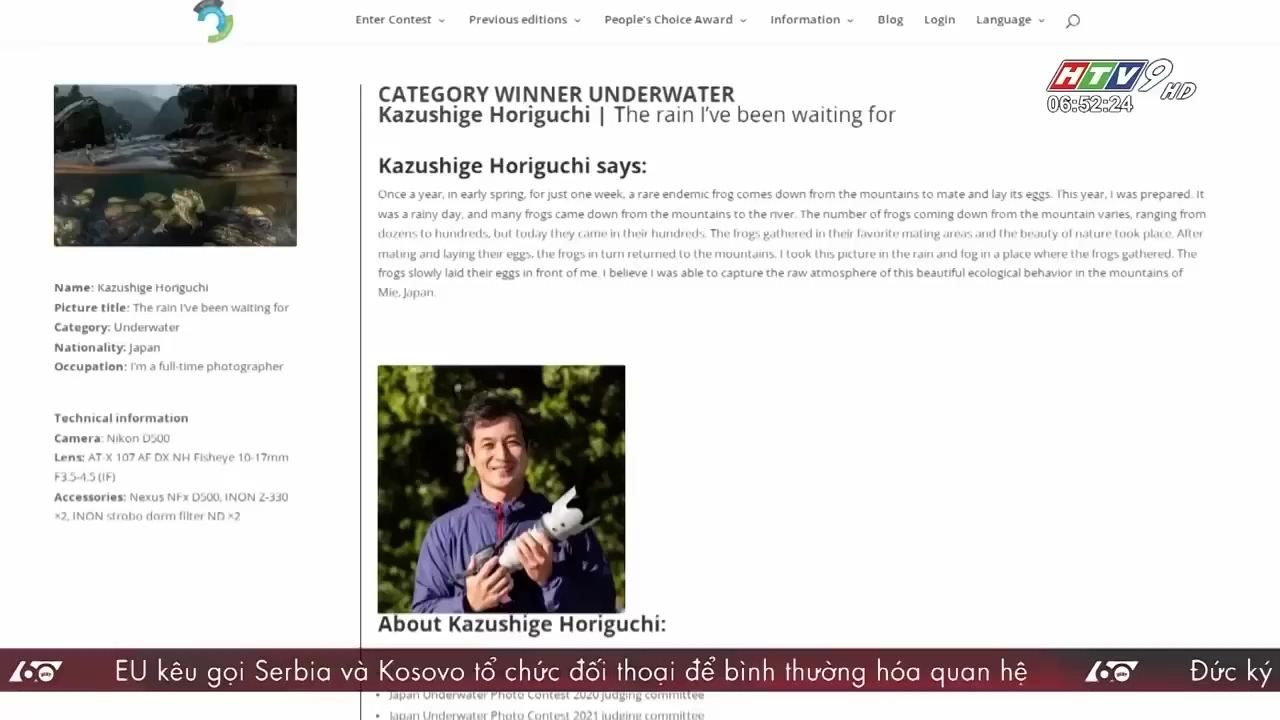 Enter Contest
Previous editions
People's Choice Award
Information
Blog
Login
Language
HTV9 HD
06:52:24
CATEGORY WINNER UNDERWATER
Kazushige Horiguchi | The rain I've been waiting for
Kazushige Horiguchi says:
Once a year, in early spring, for just one week, a rare endemic frog comes down from the mountains to mate and lay its eggs. This year, I was prepared. It
was a rainy day, and many frogs came down from the mountains to the river. The number of frogs coming down from the mountain varies, ranging from
dozens to hundreds, but today they came in their hundreds. The frogs gathered in their favorite mating areas and the beauty of nature took place. After
mating and laying their eggs, the frogs in turn returned to the mountains. I took this picture in the rain and fog in a place where the frogs gathered. The
frogs slowly laid their eggs in front of me. I believe I was able to capture the raw atmosphere of this beautiful ecological behavior in the mountains of
Mie, Japan.
Name: Kazushige Horiguchi
Picture title: The rain I've been waiting for
Category: Underwater
Nationality: Japan
Occupation: I'm a full-time photographer
Technical information
Camera: Nikon D500
Lens: AT-X 107 AF DX NH Fisheye 10-17mm
F3.5-4.5 (IF)
Accessories: Nexus NFx D500, INON Z-330
×2, INON strobo dorm filter ND ×2
About Kazushige Horiguchi:
60 giây
EU kêu gọi Serbia và Kosovo tổ chức đối thoại để bình thường hóa quan hệ
60 giây
Đức ký
• Japan Underwater Photo Contest 2020 judging committee
• Japan Underwater Photo Contest 2021 judging committee